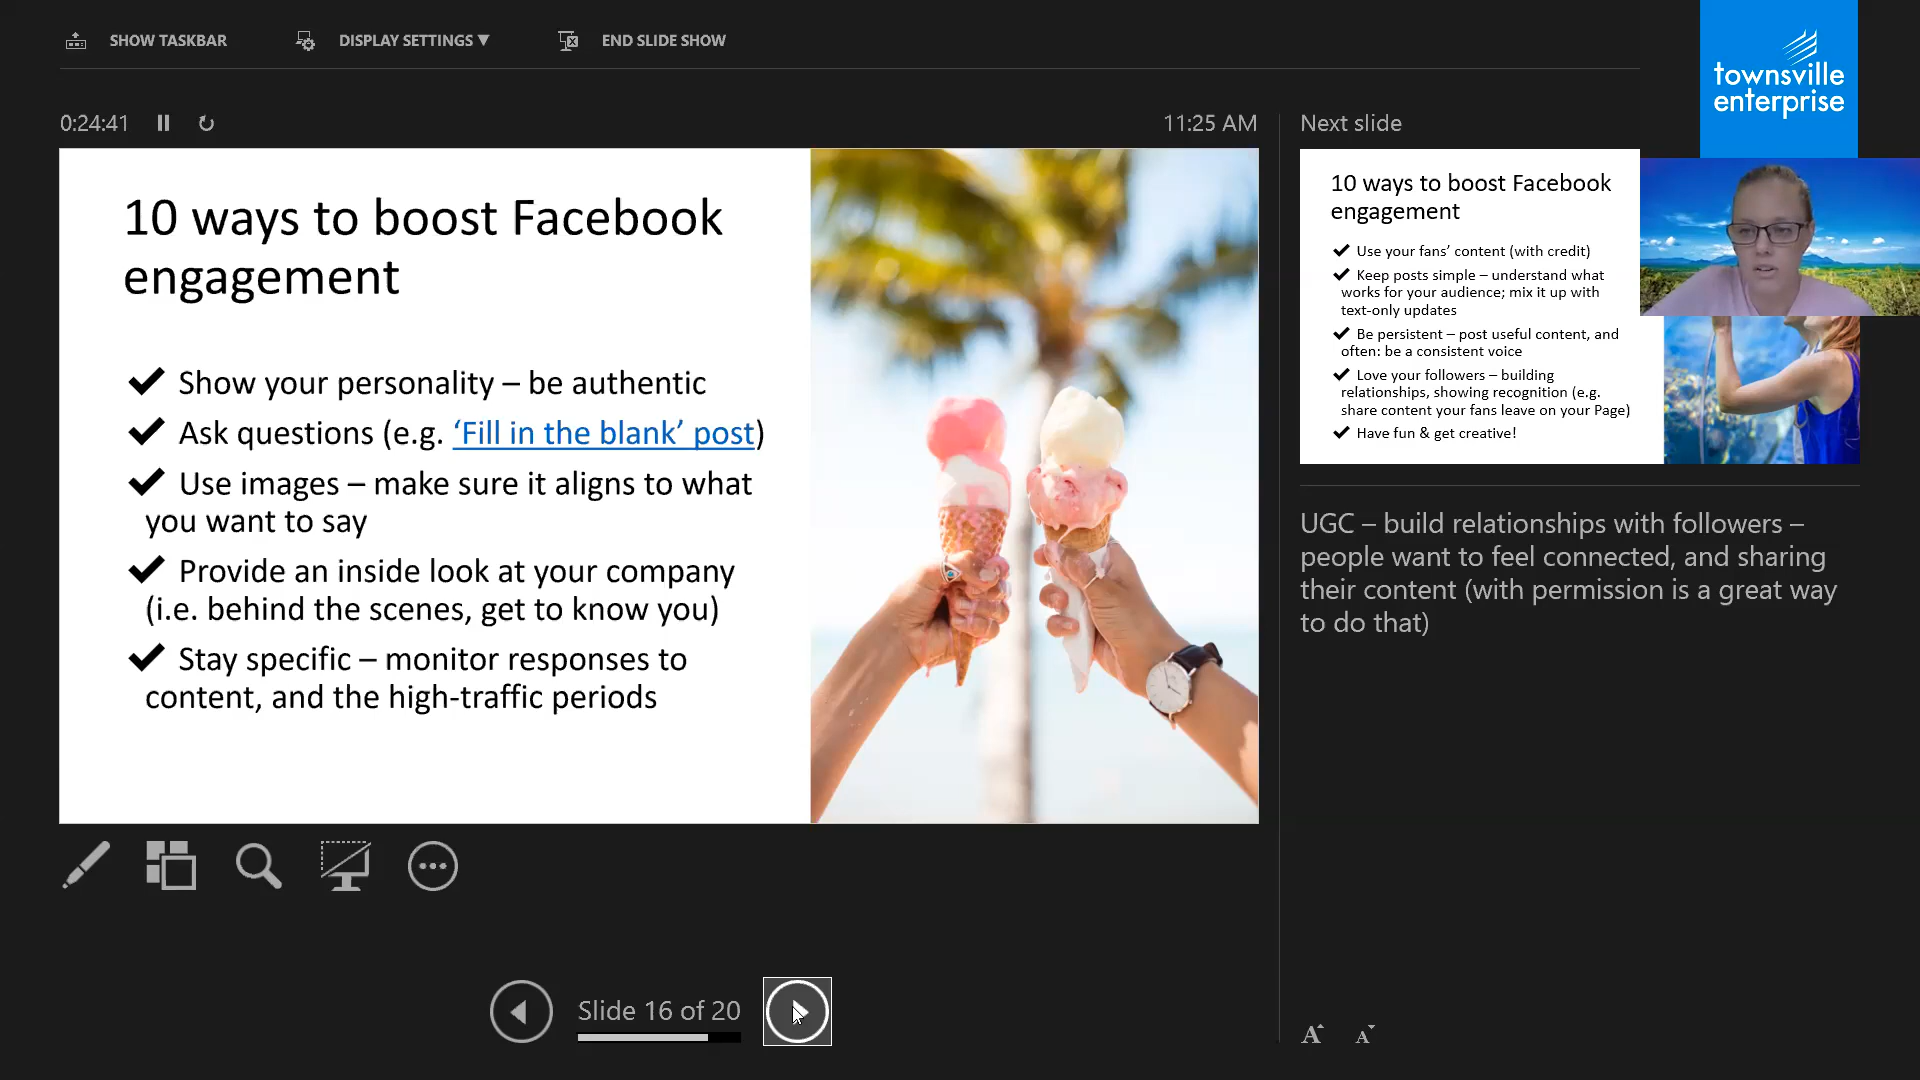 SHOW TASKBAR
DISPLAY SETTINGS ▼
END SLIDE SHOW
townsville
enterprise
0:24:41
11:25 AM
Next slide
10 ways to boost Facebook
engagement
✔ Show your personality – be authentic
✔ Ask questions (e.g. ‘Fill in the blank’ post)
✔ Use images – make sure it aligns to what
you want to say
✔ Provide an inside look at your company
(i.e. behind the scenes, get to know you)
✔ Stay specific – monitor responses to
content, and the high-traffic periods
10 ways to boost Facebook
engagement
✔ Use your fans’ content (with credit)
✔ Keep posts simple – understand what
works for your audience; mix it up with
text-only updates
✔ Be persistent – post useful content, and
often: be a consistent voice
✔ Love your followers – building
relationships, showing recognition (e.g.
share content your fans leave on your Page)
✔ Have fun & get creative!
UGC – build relationships with followers –
people want to feel connected, and sharing
their content (with permission is a great way
to do that)
Slide 16 of 20
A A